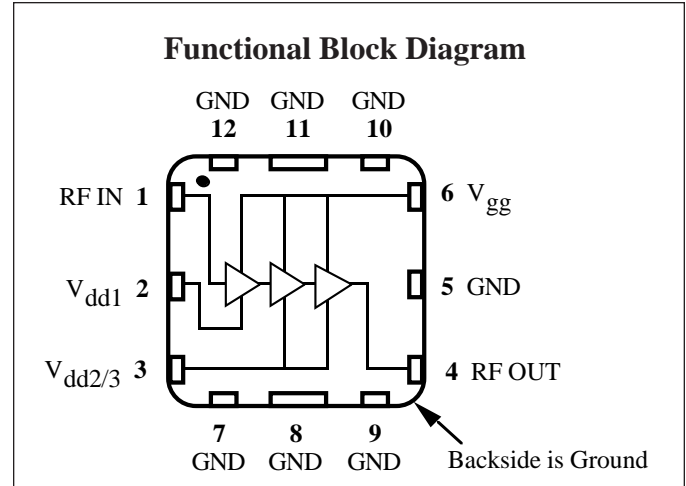 Functional Block Diagram
GND GND GND
12 11 10
RF IN 1
6 Vgg
Vdd1 2
5 GND
Vdd2/3 3
4 RF OUT
7 8 9
GND GND GND
Backside is Ground